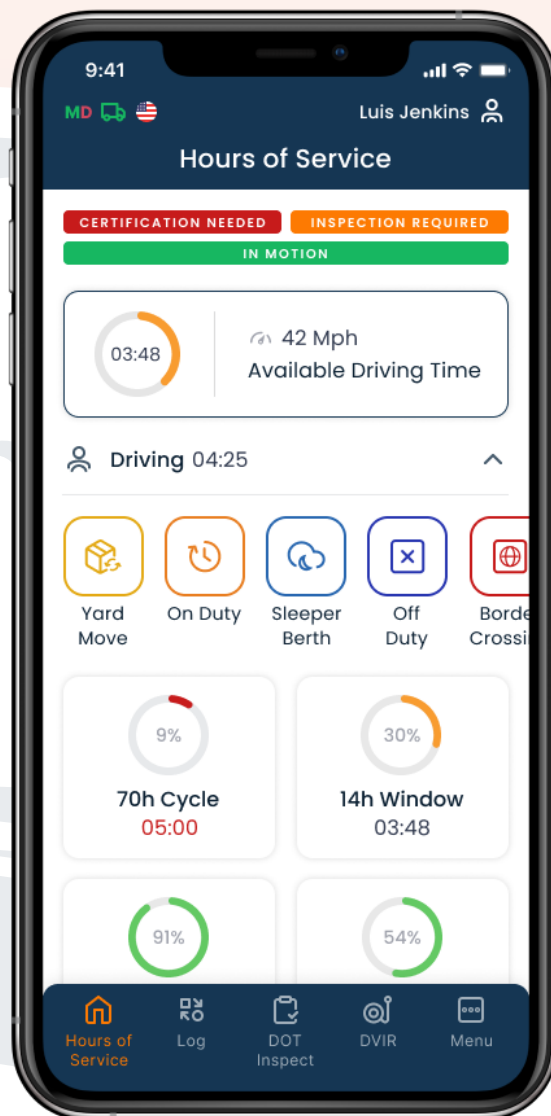 9:41
MD
Luis Jenkins
Hours of Service
CERTIFICATION NEEDED
INSPECTION REQUIRED
IN MOTION
03:48
42 Mph
Available Driving Time
Driving 04:25
Yard
Move
On Duty
Sleeper
Berth
Off
Duty
Borde
Crossi
9%
70h Cycle
05:00
30%
14h Window
03:48
91%
54%
Hours of
Service
Log
DOT
Inspect
DVIR
Menu